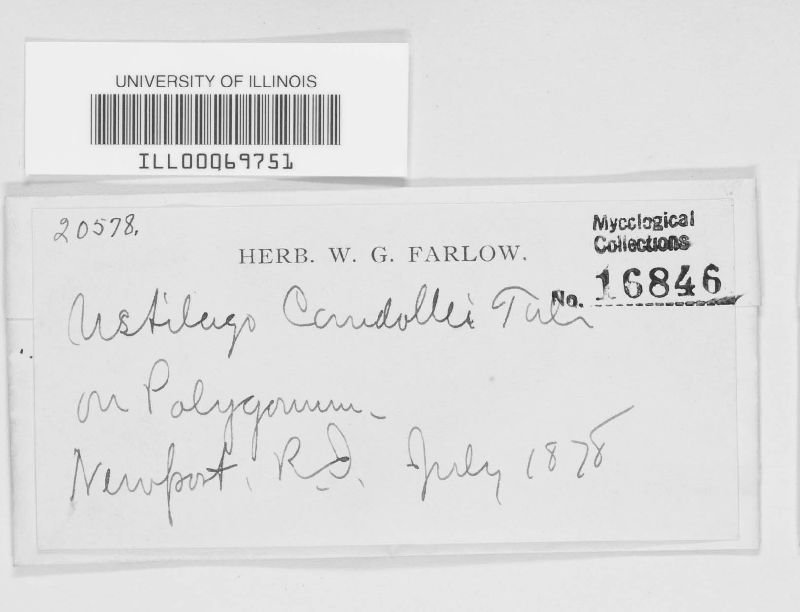 UNIVERSITY OF ILLINOIS
ILL00069751
20578.
HERB. W. G. FARLOW.
Mycological
Collections
No. 16846
Ustilago Candollei Tul
on Polygonum
Newport, R.I. July 1878